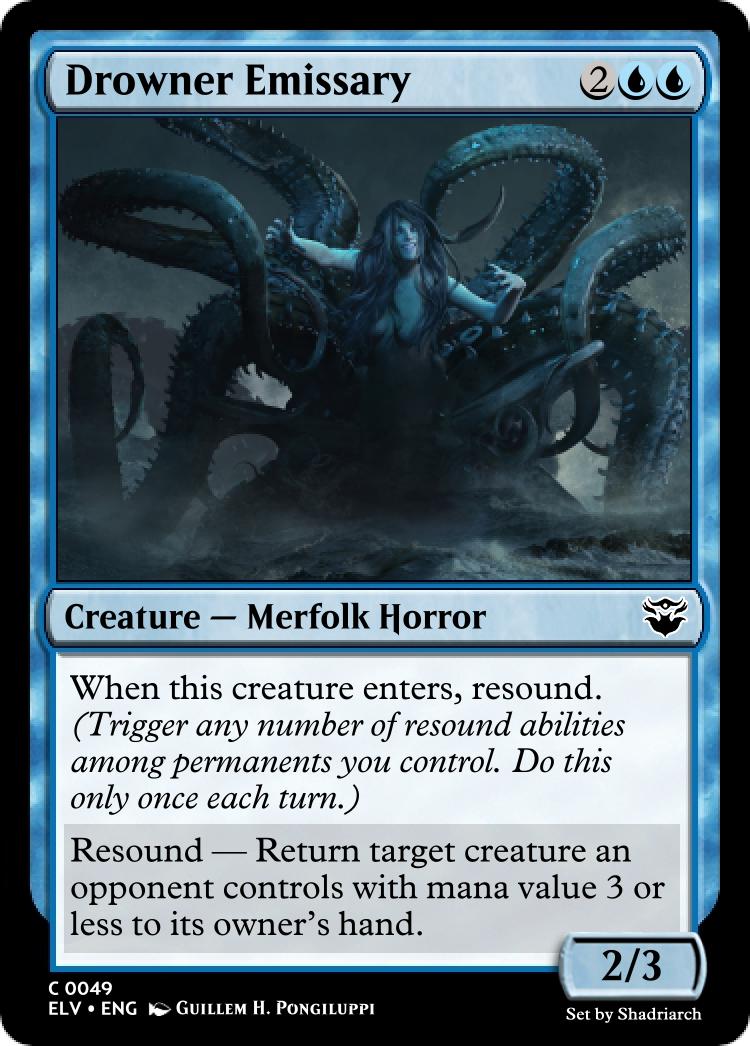 Drowner Emissary
2
Creature — Merfolk Horror
When this creature enters, resound.
(Trigger any number of resound abilities
among permanents you control. Do this
only once each turn.)
Resound — Return target creature an
opponent controls with mana value 3 or
less to its owner's hand.
2/3
C 0049
ELV • ENG Guillem H. Pongiluppi
Set by Shadriarch